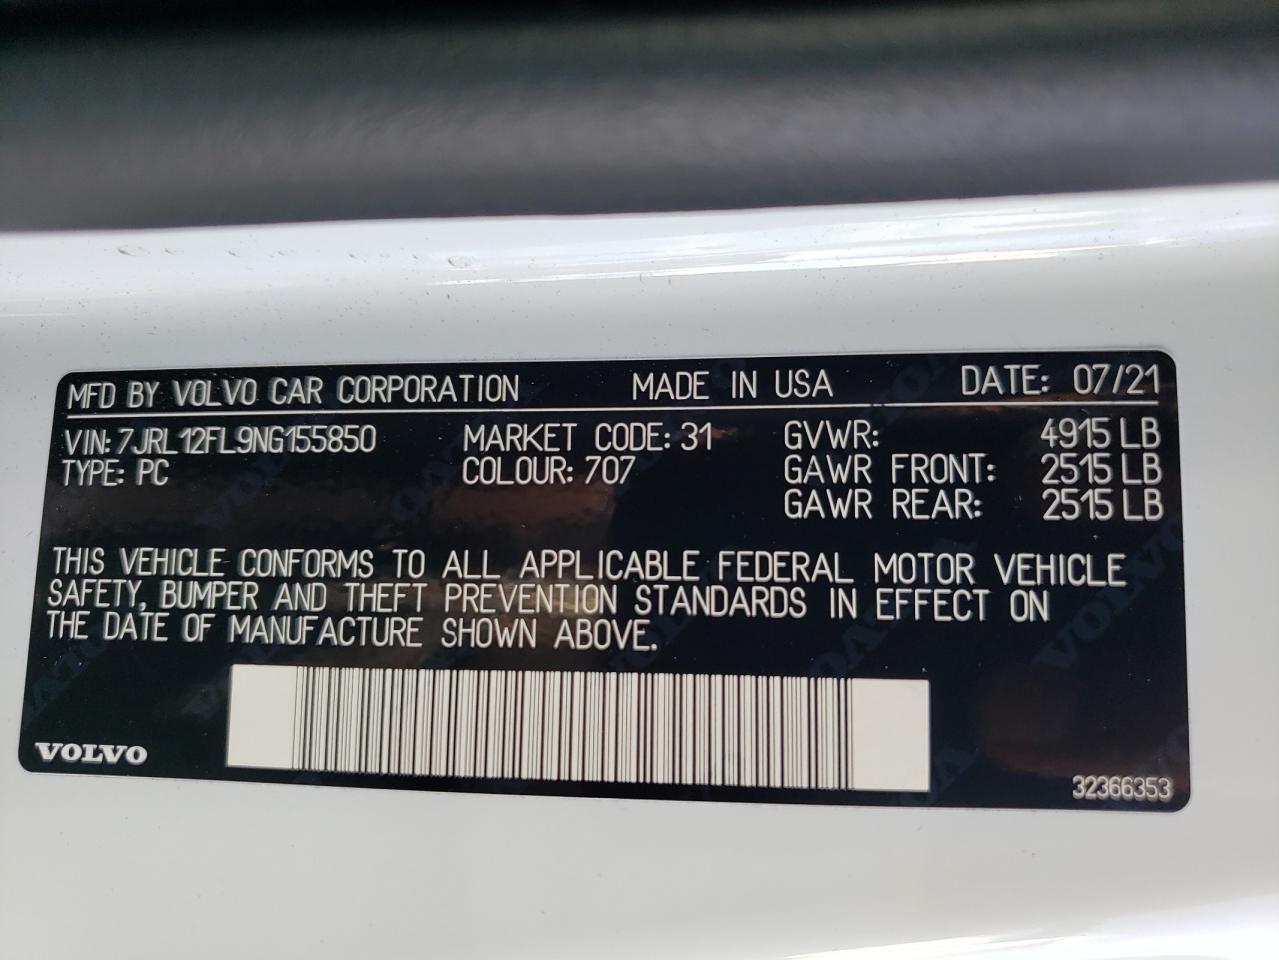 MFD BY VOLVO CAR CORPORATION MADE IN USA DATE: 07/21
VIN: 7JRL12FL9NG155850 MARKET CODE: 31 GVWR: 4915 LB
TYPE: PC COLOUR: 707 GAWR FRONT: 2515 LB
GAWR REAR: 2515 LB
THIS VEHICLE CONFORMS TO ALL APPLICABLE FEDERAL MOTOR VEHICLE
SAFETY, BUMPER AND THEFT PREVENTION STANDARDS IN EFFECT ON
THE DATE OF MANUFACTURE SHOWN ABOVE.
VOLVO
32366353